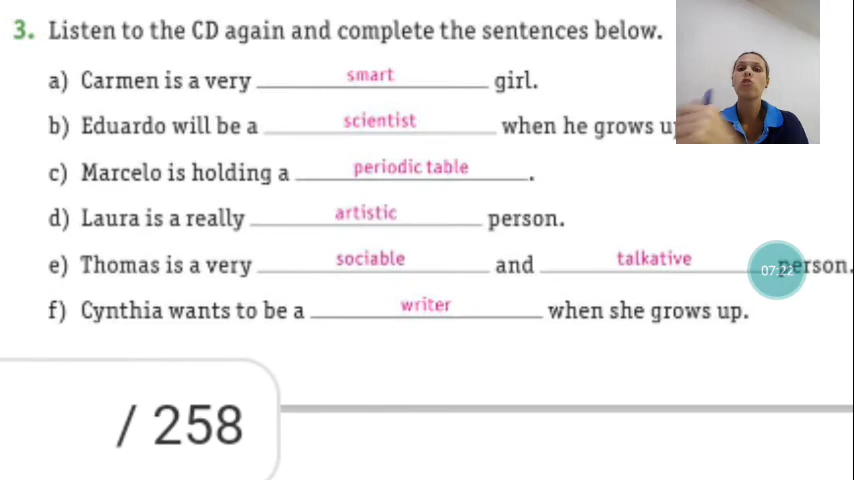 3. Listen to the CD again and complete the sentences below.
a) Carmen is a very smart girl.
b) Eduardo will be a scientist when he grows up
c) Marcelo is holding a periodic table.
d) Laura is a really artistic person.
e) Thomas is a very sociable and talkative person.
07:22
f) Cynthia wants to be a writer when she grows up.
/ 258